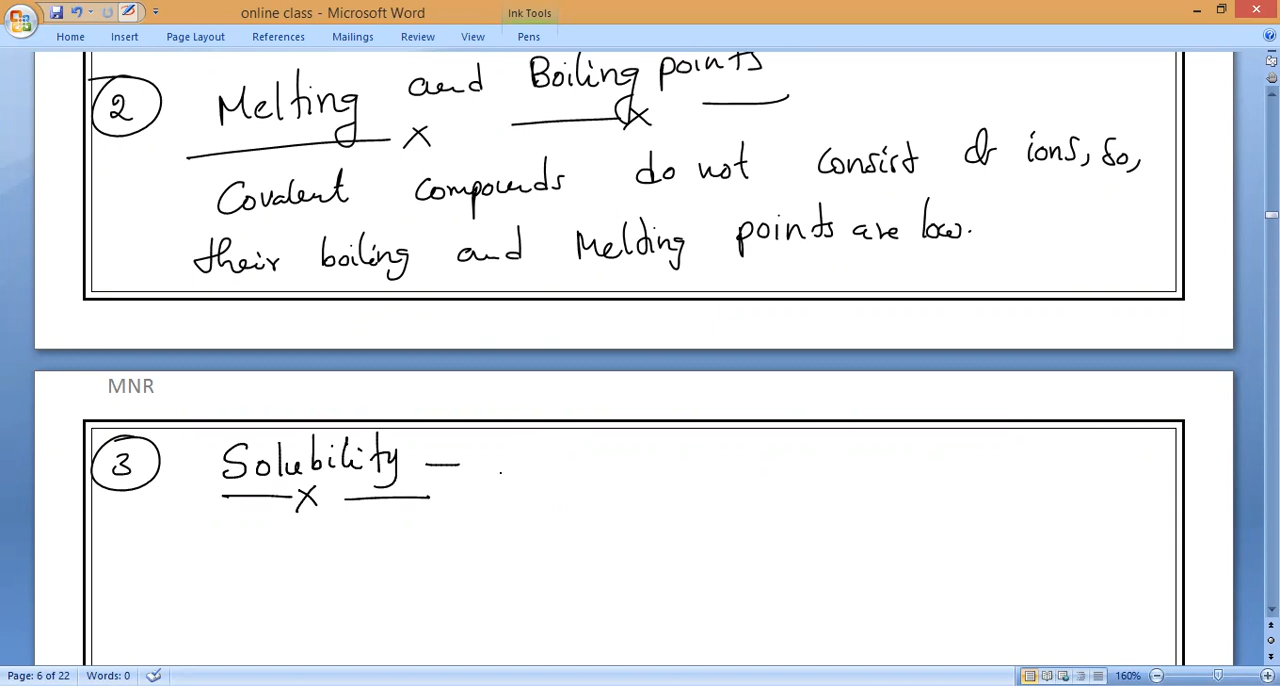 online class - Microsoft Word
Ink Tools
Home Insert Page Layout References Mailings Review View Pens
2 Melting and Boiling points
Covalent compounds do not consist of ions, so,
their boiling and Melting points are low.
MNR
3 Solubility —
Page: 6 of 22 Words: 0 160%